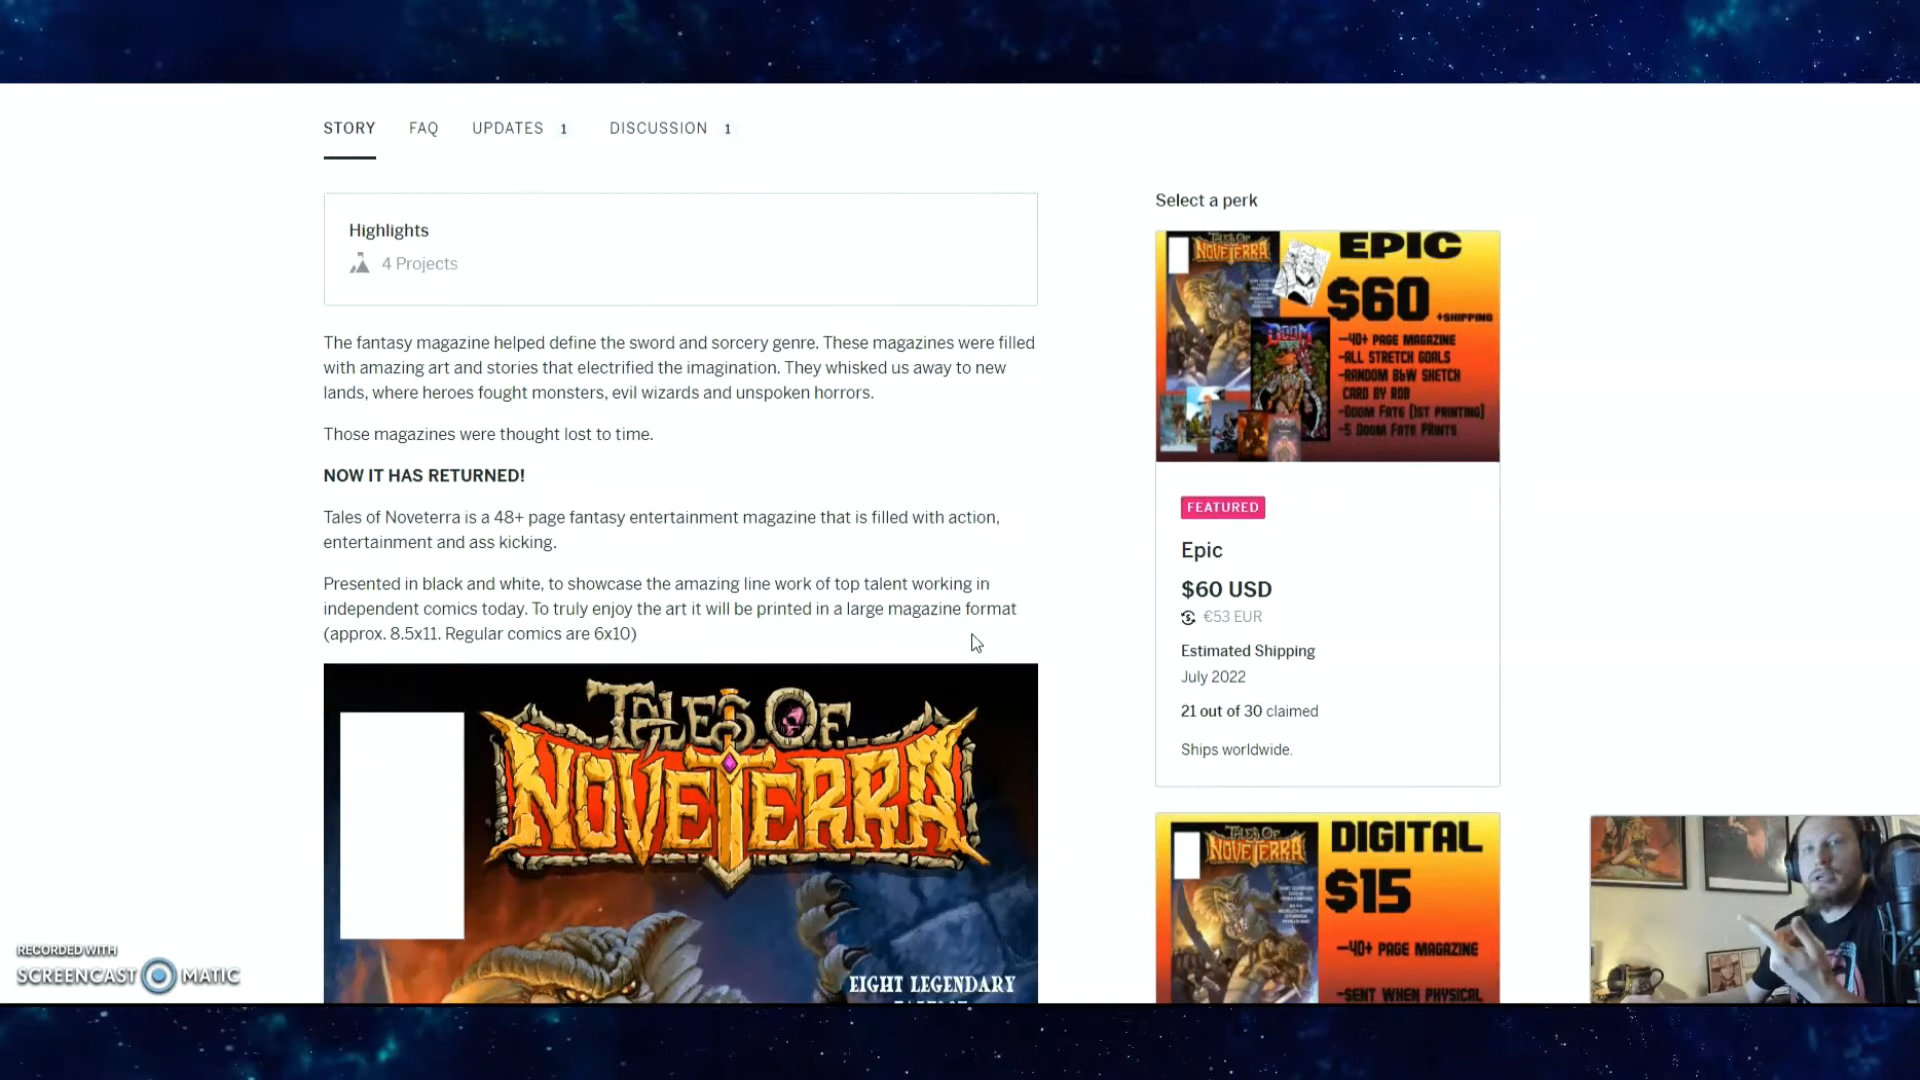 STORY FAQ UPDATES 1 DISCUSSION 1
Highlights
4 Projects
The fantasy magazine helped define the sword and sorcery genre. These magazines were filled
with amazing art and stories that electrified the imagination. They whisked us away to new
lands, where heroes fought monsters, evil wizards and unspoken horrors.
Those magazines were thought lost to time.
NOW IT HAS RETURNED!
Tales of Noveterra is a 48+ page fantasy entertainment magazine that is filled with action,
entertainment and ass kicking.
Presented in black and white, to showcase the amazing line work of top talent working in
independent comics today. To truly enjoy the art it will be printed in a large magazine format
(approx. 8.5x11. Regular comics are 6x10)
TALES OF
NOVETERRA
EIGHT LEGENDARY
Select a perk
TALES OF
NOVETERRA
EPIC
$60
+SHIPPING
DOOM
-40+ PAGE MAGAZINE
-ALL STRETCH GOALS
-RANDOM B&W SKETCH
CARD BY ROB
-DOOM FATE (1ST PRINTING)
-5 DOOM FATE PRINTS
FEATURED
Epic
$60 USD
€53 EUR
Estimated Shipping
July 2022
21 out of 30 claimed
Ships worldwide.
TALES OF
NOVETERRA
DIGITAL
$15
-40+ PAGE MAGAZINE
-SENT WHEN PHYSICAL
RECORDED WITH
SCREENCAST MATIC